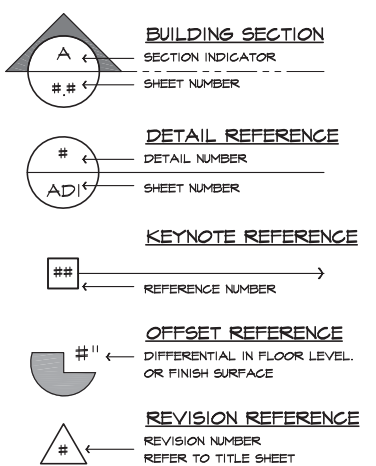 BUILDING SECTION
A
SECTION INDICATOR
##.##
SHEET NUMBER
DETAIL REFERENCE
#
DETAIL NUMBER
AD1
SHEET NUMBER
KEYNOTE REFERENCE
##
REFERENCE NUMBER
OFFSET REFERENCE
#"
DIFFERENTIAL IN FLOOR LEVEL.
OR FINISH SURFACE
REVISION REFERENCE
REVISION NUMBER
#
REFER TO TITLE SHEET